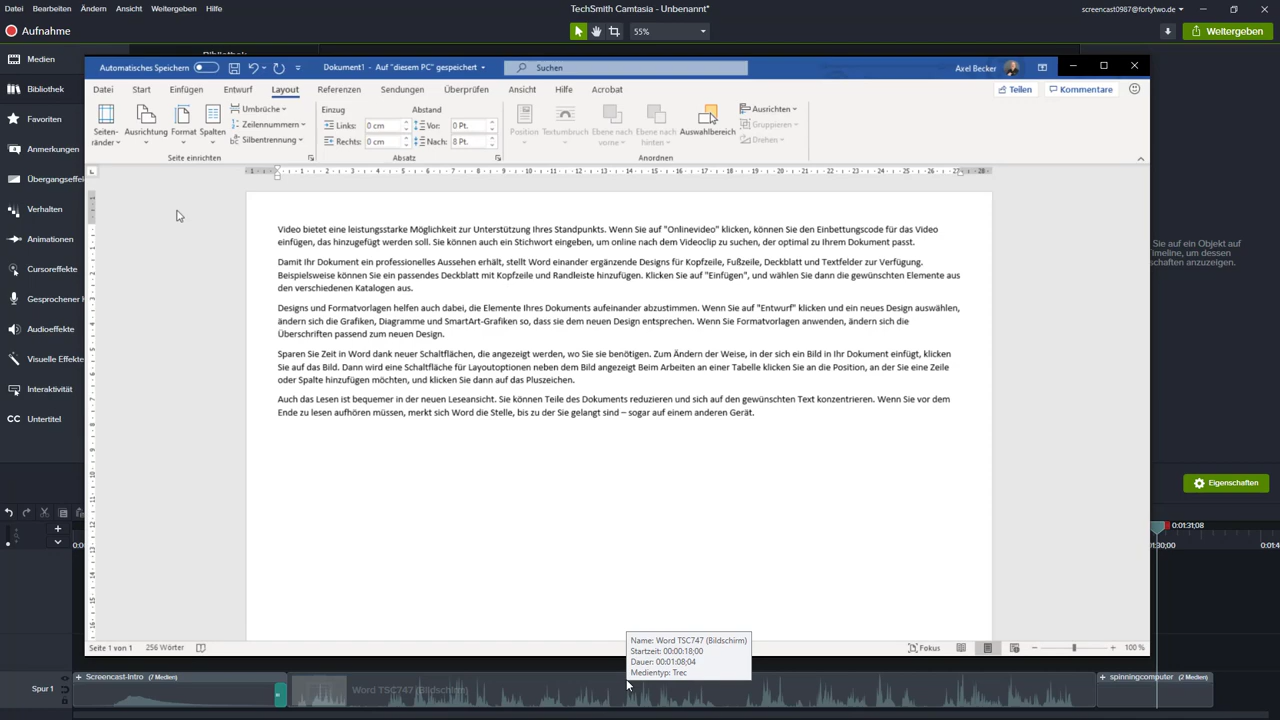 Datei Bearbeiten Ändern Ansicht Weitergeben Hilfe
TechSmith Camtasia - Unbenannt*
screencast0987@fortytwo.de
Aufnahme
55%
Weitergeben
Medien
Bibliothek
Favoriten
Anmerkungen
Übergangseffe
Verhalten
Animationen
Cursoreffekte
Gesprochener
Audioeffekte
Visuelle Effekte
Interaktivität
CC Untertitel
Automatisches Speichern
Dokument1 - Auf "diesem PC" gespeichert
Suchen
Axel Becker
Datei Start Einfügen Entwurf Layout Referenzen Sendungen Überprüfen Ansicht Hilfe Acrobat
Teilen
Kommentare
Seiten-
ränder
Ausrichtung
Format
Spalten
Umbrüche
Zeilennummern
Silbentrennung
Seite einrichten
Einzug
Abstand
Links: 0 cm
Vor: 0 Pt.
Rechts: 0 cm
Nach: 8 Pt.
Absatz
Position
Textumbruch
Ebene nach
vorne
Ebene nach
hinten
Auswahlbereich
Ausrichten
Gruppieren
Drehen
Anordnen
Video bietet eine leistungsstarke Möglichkeit zur Unterstützung Ihres Standpunkts. Wenn Sie auf "Onlinevideo" klicken, können Sie den Einbettungscode für das Video
einfügen, das hinzugefügt werden soll. Sie können auch ein Stichwort eingeben, um online nach dem Videoclip zu suchen, der optimal zu Ihrem Dokument passt.
Damit Ihr Dokument ein professionelles Aussehen erhält, stellt Word einander ergänzende Designs für Kopfzeile, Fußzeile, Deckblatt und Textfelder zur Verfügung.
Beispielsweise können Sie ein passendes Deckblatt mit Kopfzeile und Randleiste hinzufügen. Klicken Sie auf "Einfügen", und wählen Sie dann die gewünschten Elemente aus
den verschiedenen Katalogen aus.
Designs und Formatvorlagen helfen auch dabei, die Elemente Ihres Dokuments aufeinander abzustimmen. Wenn Sie auf "Entwurf" klicken und ein neues Design auswählen,
ändern sich die Grafiken, Diagramme und SmartArt-Grafiken so, dass sie dem neuen Design entsprechen. Wenn Sie Formatvorlagen anwenden, ändern sich die
Überschriften passend zum neuen Design.
Sparen Sie Zeit in Word dank neuer Schaltflächen, die angezeigt werden, wo Sie sie benötigen. Zum Ändern der Weise, in der sich ein Bild in Ihr Dokument einfügt, klicken
Sie auf das Bild. Dann wird eine Schaltfläche für Layoutoptionen neben dem Bild angezeigt Beim Arbeiten an einer Tabelle klicken Sie an die Position, an der Sie eine Zeile
oder Spalte hinzufügen möchten, und klicken Sie dann auf das Pluszeichen.
Auch das Lesen ist bequemer in der neuen Leseansicht. Sie können Teile des Dokuments reduzieren und sich auf den gewünschten Text konzentrieren. Wenn Sie vor dem
Ende zu lesen aufhören müssen, merkt sich Word die Stelle, bis zu der Sie gelangt sind – sogar auf einem anderen Gerät.
Seite 1 von 1
256 Wörter
Fokus
100 %
Sie auf ein Objekt auf
Timeline, um dessen
schaften anzuzeigen.
Eigenschaften
0:01:31;08
Name: Word TSC747 (Bildschirm)
Startzeit: 00:00:18;00
Dauer: 00:01:08;04
Medientyp: Trec
Spur 1
Screencast-Intro (7 Medien)
Word TSC747 (Bildschirm)
spinningcomputer (2 Medien)